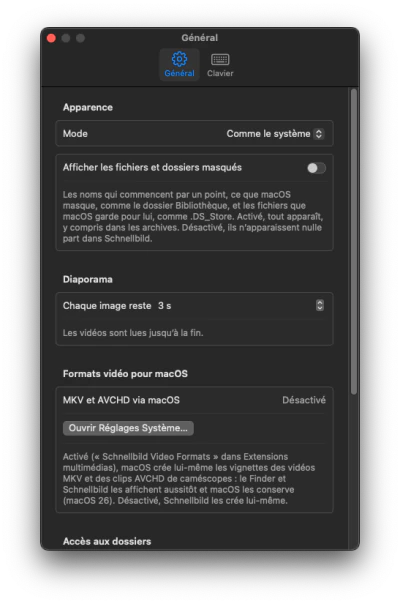 Général
Général
Clavier
Apparence
Mode
Comme le système
Afficher les fichiers et dossiers masqués
Les noms qui commencent par un point, ce que macOS
masque, comme le dossier Bibliothèque, et les fichiers que
macOS garde pour lui, comme .DS_Store. Activé, tout apparaît,
y compris dans les archives. Désactivé, ils n'apparaissent nulle
part dans Schnellbild.
Diaporama
Chaque image reste 3 s
Les vidéos sont lues jusqu'à la fin.
Formats vidéo pour macOS
MKV et AVCHD via macOS
Désactivé
Ouvrir Réglages Système...
Activé (« Schnellbild Video Formats » dans Extensions
multimédias), macOS crée lui-même les vignettes des vidéos
MKV et des clips AVCHD de caméscopes : le Finder et
Schnellbild les affichent aussitôt et macOS les conserve
(macOS 26). Désactivé, Schnellbild les crée lui-même.
Accès aux dossiers